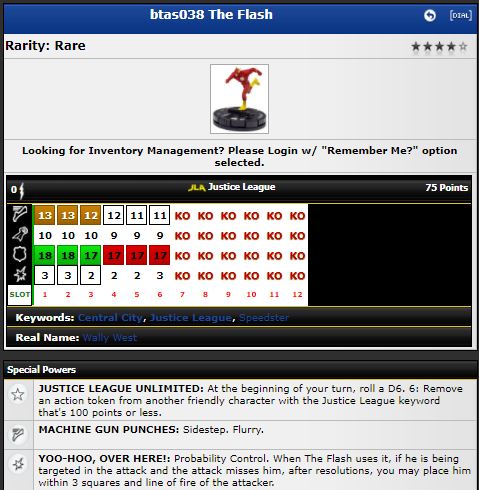 btas038 The Flash
[DIAL]
Rarity: Rare
Looking for Inventory Management? Please Login w/ "Remember Me?" option
selected.
0 JLA Justice League 75 Points
13 13 12 12 11 11 KO KO KO KO KO KO
10 10 10 9 9 9 KO KO KO KO KO KO
18 18 17 17 17 17 KO KO KO KO KO KO
3 3 2 2 2 3 KO KO KO KO KO KO
SLOT 1 2 3 4 5 6 7 8 9 10 11 12
Keywords: Central City, Justice League, Speedster
Real Name: Wally West
Special Powers
JUSTICE LEAGUE UNLIMITED: At the beginning of your turn, roll a D6. 6: Remove
an action token from another friendly character with the Justice League keyword
that's 100 points or less.
MACHINE GUN PUNCHES: Sidestep. Flurry.
YOO-HOO, OVER HERE!: Probability Control. When The Flash uses it, if he is being
targeted in the attack and the attack misses him, after resolutions, you may place him
within 3 squares and line of fire of the attacker.